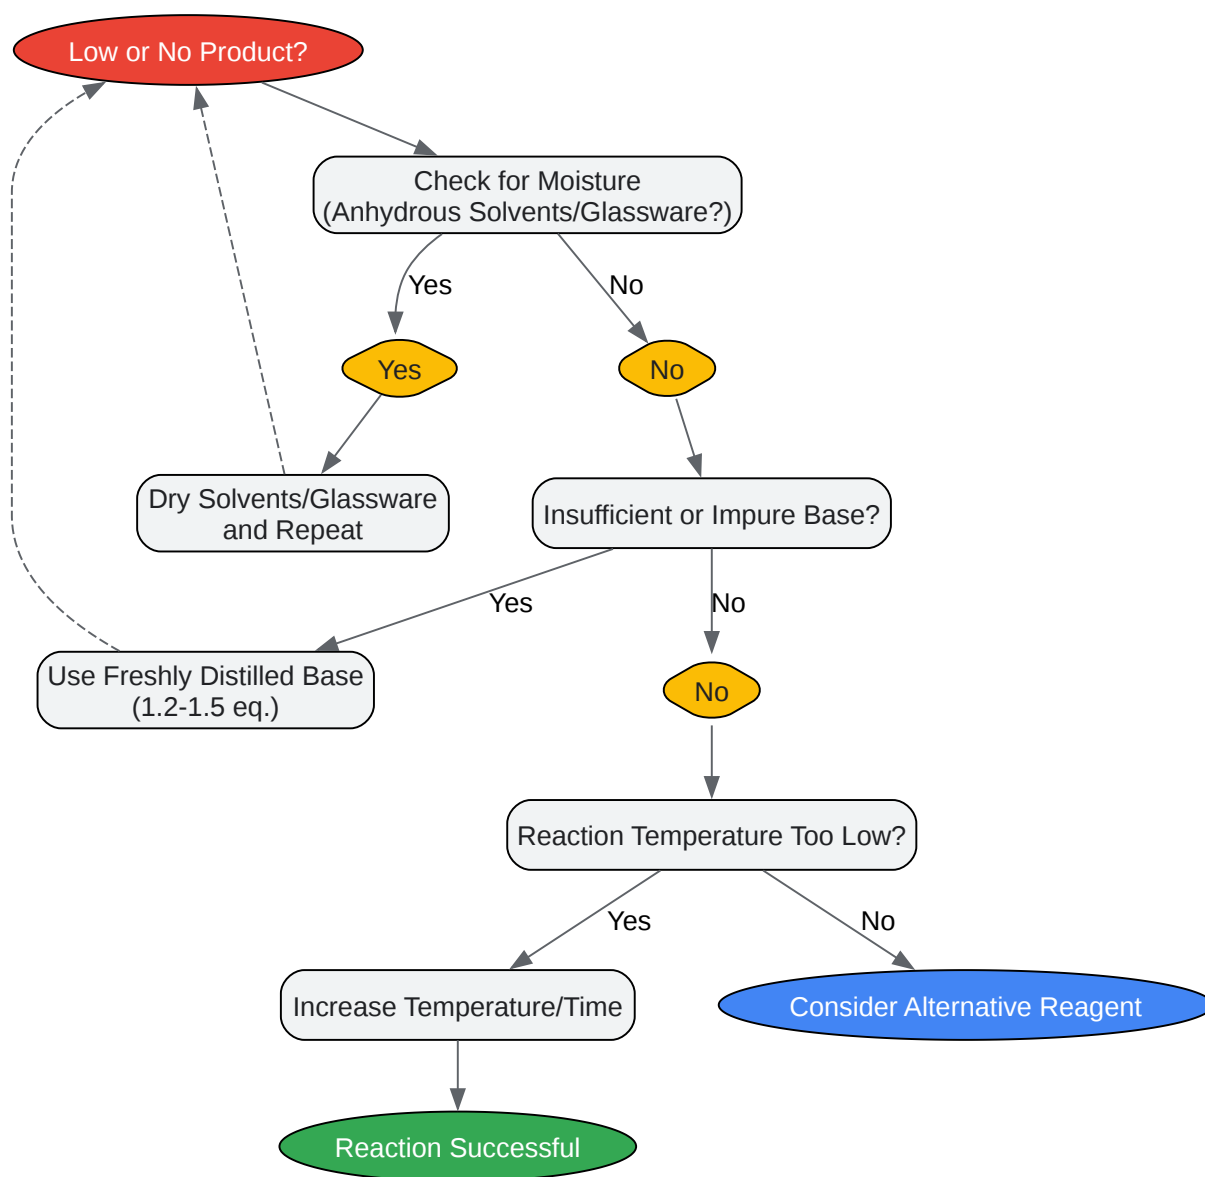 Low or No Product?
Check for Moisture
(Anhydrous Solvents/Glassware?)
Yes
No
Yes
No
Dry Solvents/Glassware
and Repeat
Insufficient or Impure Base?
Yes
No
Use Freshly Distilled Base
(1.2-1.5 eq.)
No
Reaction Temperature Too Low?
Yes
No
Increase Temperature/Time
Consider Alternative Reagent
Reaction Successful